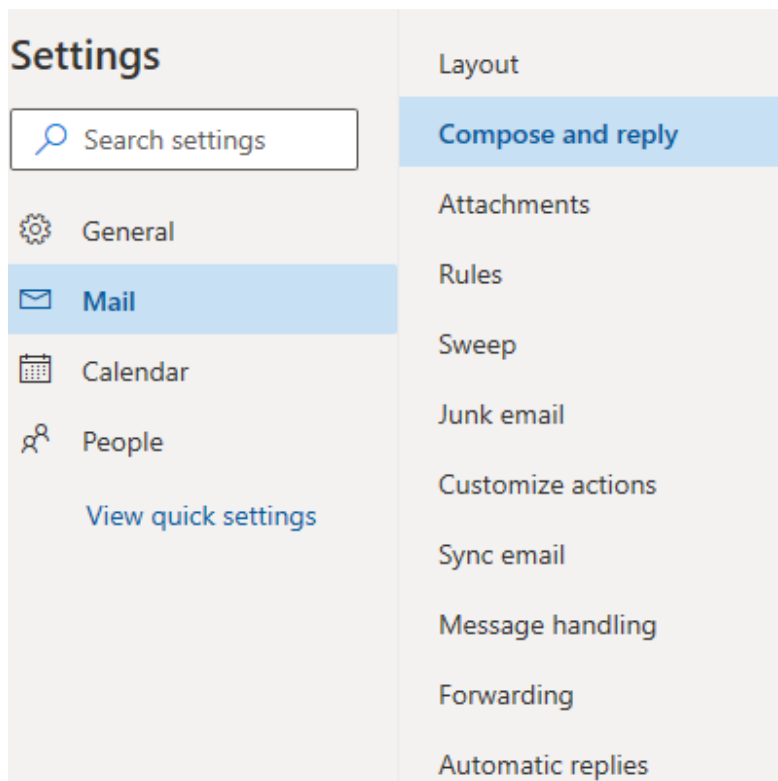 Settings
Search settings
General
Mail
Calendar
People
View quick settings
Layout
Compose and reply
Attachments
Rules
Sweep
Junk email
Customize actions
Sync email
Message handling
Forwarding
Automatic replies